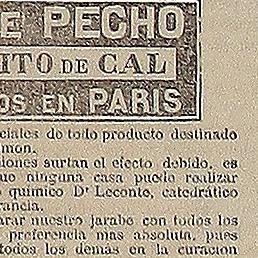 E PECHO
ITO DE CAL
OS EN PARIS
ciales de todo producto destinado
mon.
iones surtan el efecto debido, es
ue ninguna casa puede realizar
o químico Dr Leconte, catedrático
rancia.
arar nuestro jarabe con todos los
preferencia mas absoluta, pues
todos los demás en la curacion